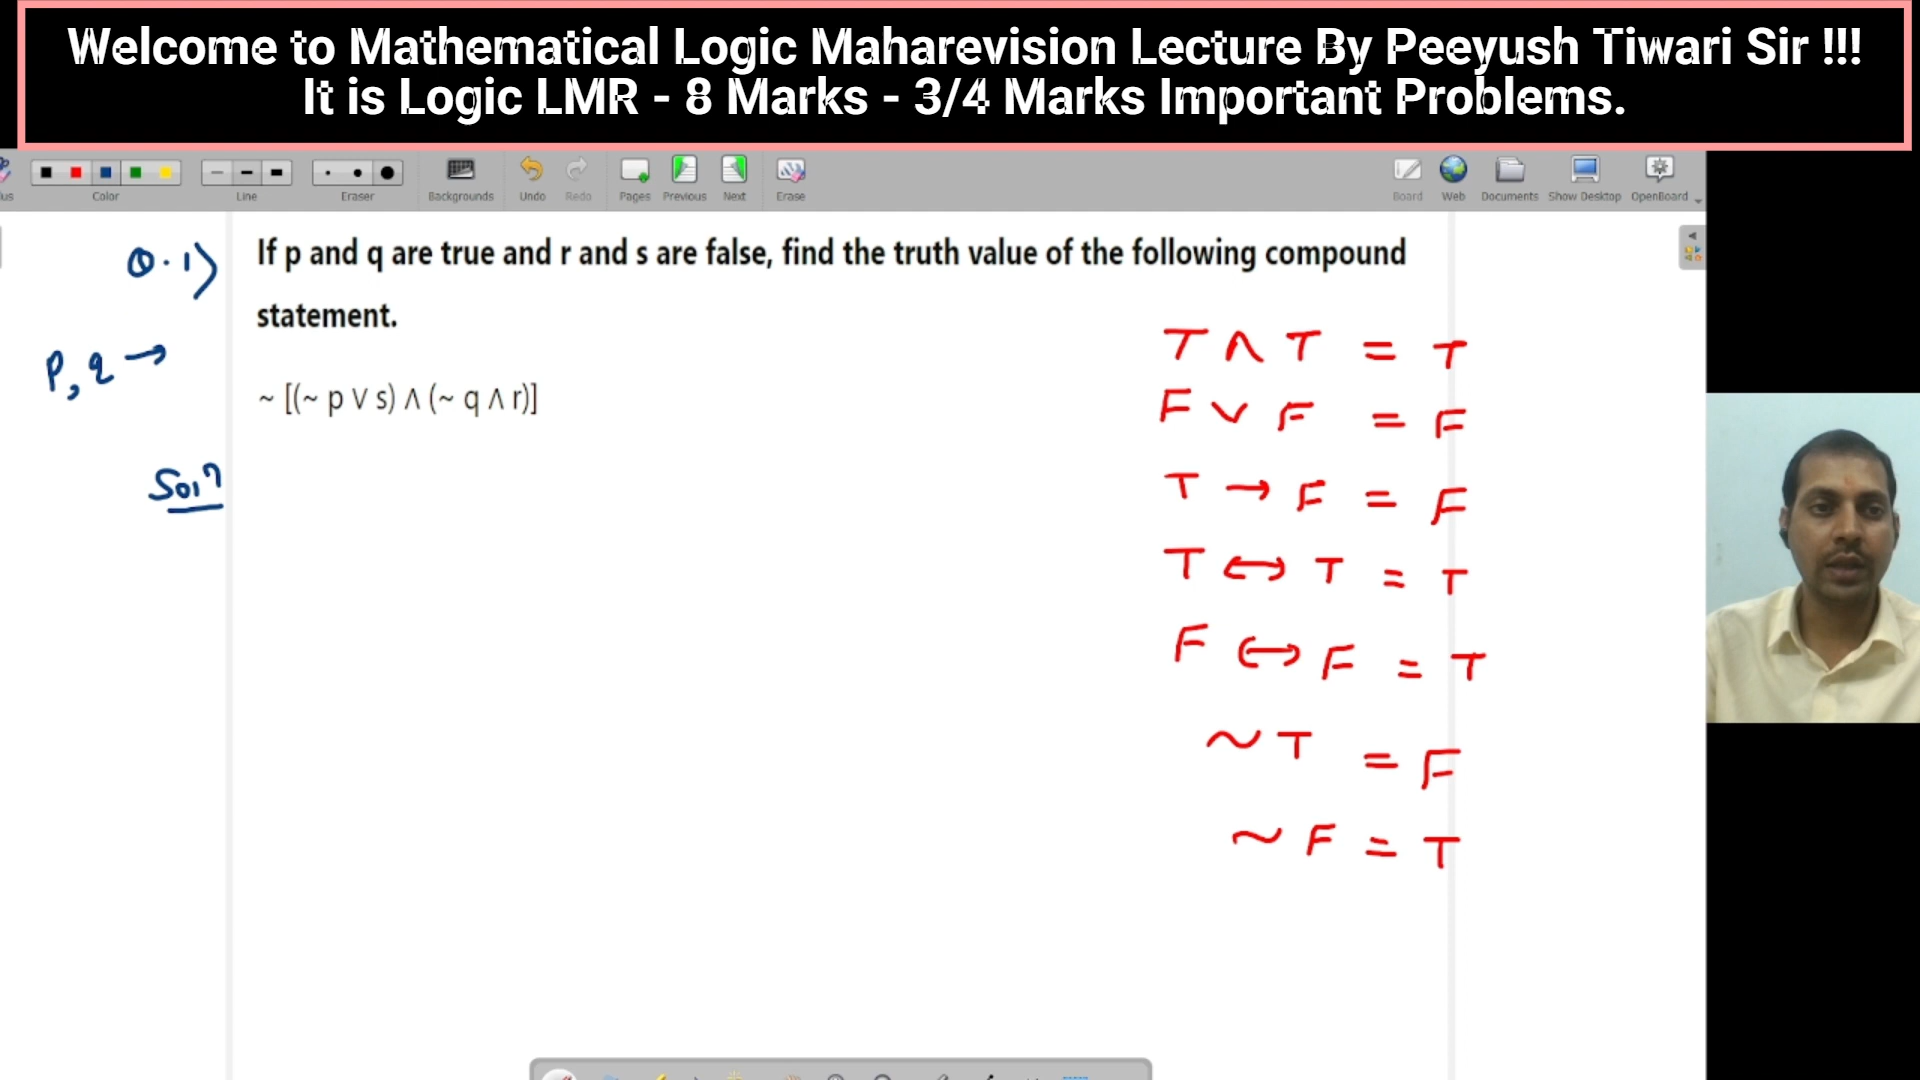 Welcome to Mathematical Logic Maharevision Lecture By Peeyush Tiwari Sir !!!
It is Logic LMR - 8 Marks - 3/4 Marks Important Problems.
Color Line Eraser Backgrounds Undo Redo Pages Previous Next Erase Board Web Documents Show Desktop OpenBoard
Q.1) If p and q are true and r and s are false, find the truth value of the following compound
statement.
p, q →
~ [(~ p ∨ s) ∧ (~ q ∧ r)]
Sol?
T ∧ T = T
F ∨ F = F
T → F = F
T ↔ T = T
F ↔ F = T
~ T = F
~ F = T